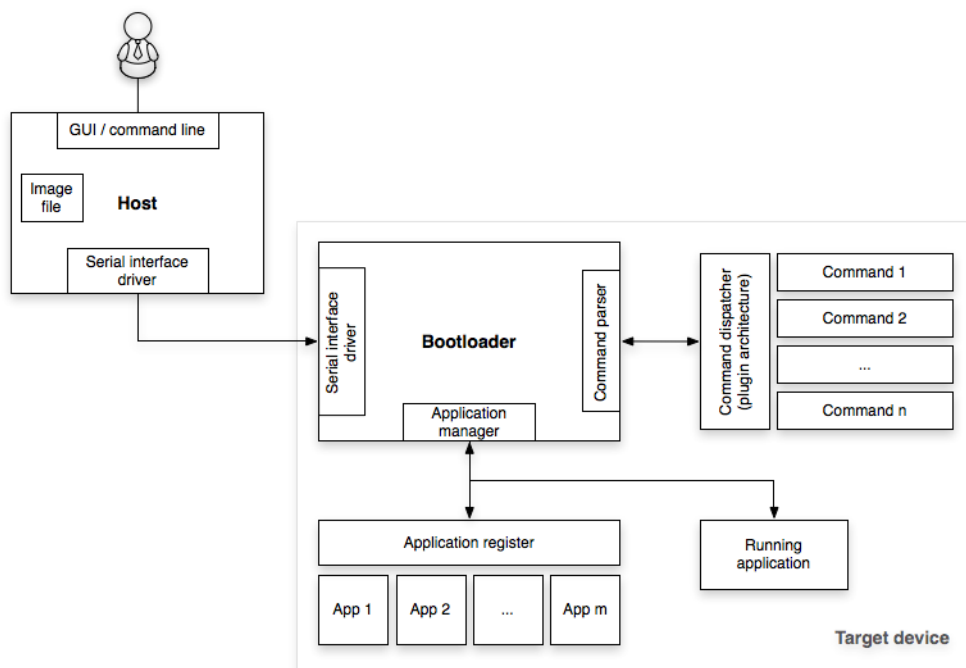 GUI / command line
Image
file
Host
Serial interface
driver
Serial interface
driver
Bootloader
Command parser
Application
manager
Command dispatcher
(plugin architecture)
Command 1
Command 2
...
Command n
Application register
App 1
App 2
...
App m
Running
application
Target device